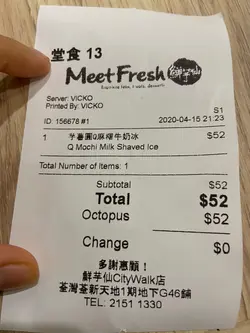 堂食 13
MeetFresh 鮮芋仙
Server: VICKO
Printed By: VICKO
S1
ID: 156678 #1 2020-04-15 21:23
1 芋薯圓Q麻糬牛奶冰 $52
Q Mochi Milk Shaved Ice
Total Number of Items: 1
Subtotal $52
Total $52
Octopus $52
Change $0
多謝惠顧！
鮮芋仙CityWalk店
荃灣荃新天地1期地下G46舖
TEL: 2151 1330